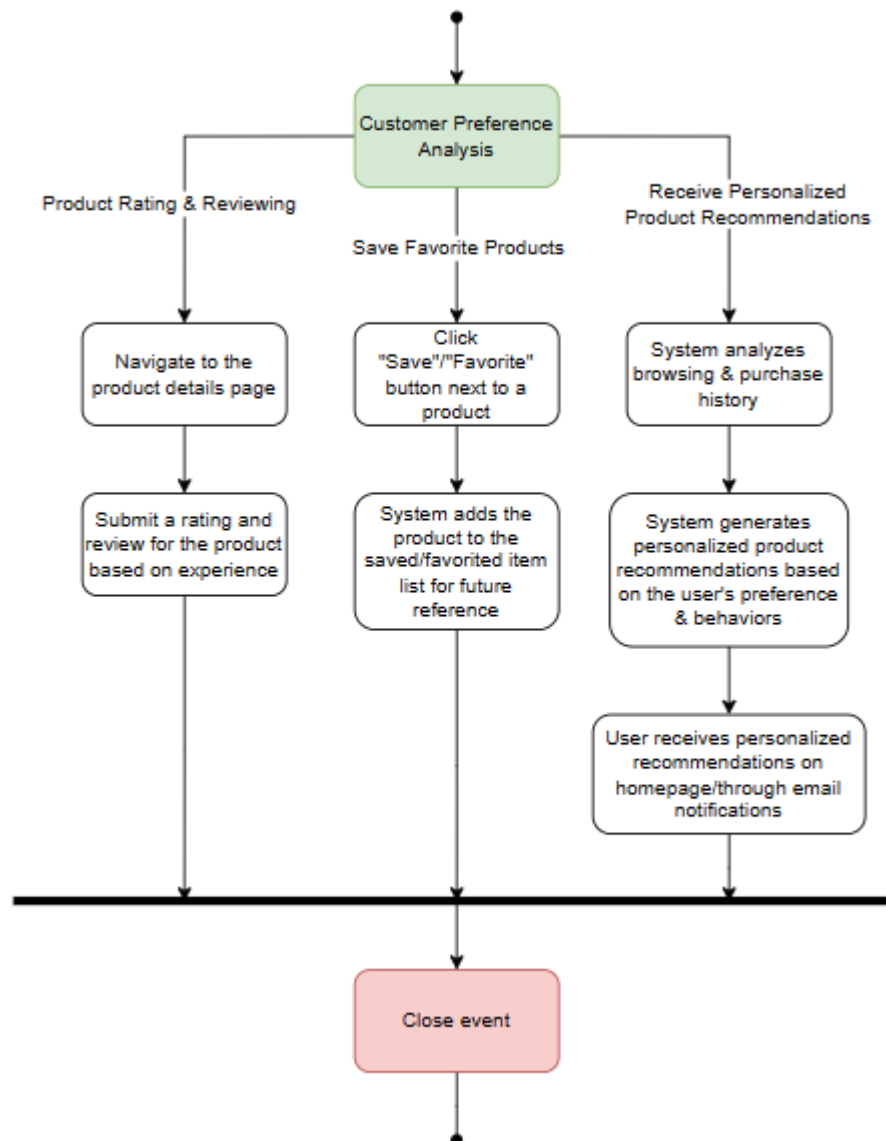 Customer Preference
Analysis
Product Rating & Reviewing
Save Favorite Products
Receive Personalized
Product Recommendations
Navigate to the
product details page
Click
"Save"/"Favorite"
button next to a
product
System analyzes
browsing & purchase
history
Submit a rating and
review for the product
based on experience
System adds the
product to the
saved/favorited item
list for future
reference
System generates
personalized product
recommendations based
on the user's preference
& behaviors
User receives personalized
recommendations on
homepage/through email
notifications
Close event